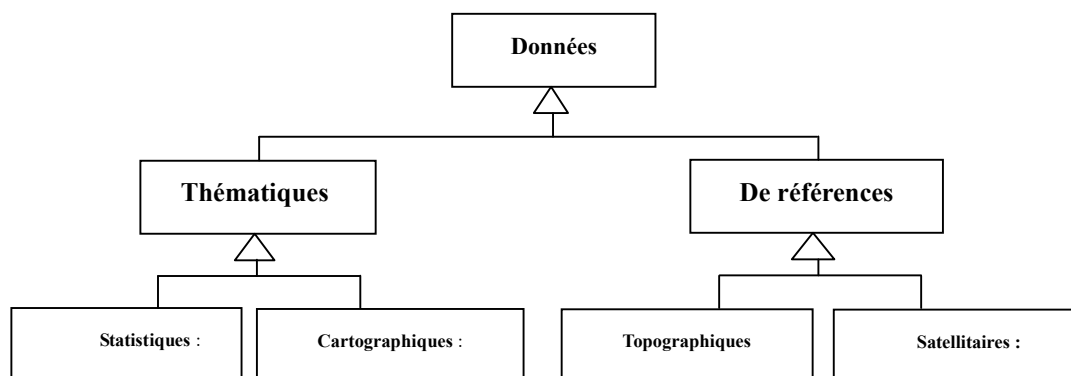 Données
Thématiques
De références
Statistiques :
Cartographiques :
Topographiques
Satellitaires :